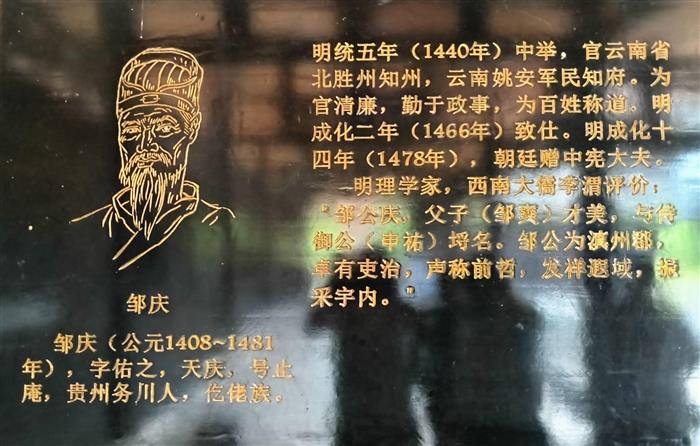 邹庆
邹庆（公元1408~1481
年），字佑之，天庆，号止
庵，贵州务川人，仡佬族。
明统五年（1440年）中举，官云南省
北胜州知州，云南姚安军民知府。为
官清廉，勤于政事，为百姓称道。明
成化二年（1466年）致仕。明成化十
四年（1478年），朝廷赠中宪大夫。
明理学家，西南大儒李渭评价：
“邹公庆，父子（邹奭）才美，与侍
御公（申祐）埒名。邹公为滇州郡，
卓有吏治，声称前哲，发祥遐域，振
采宇内。”